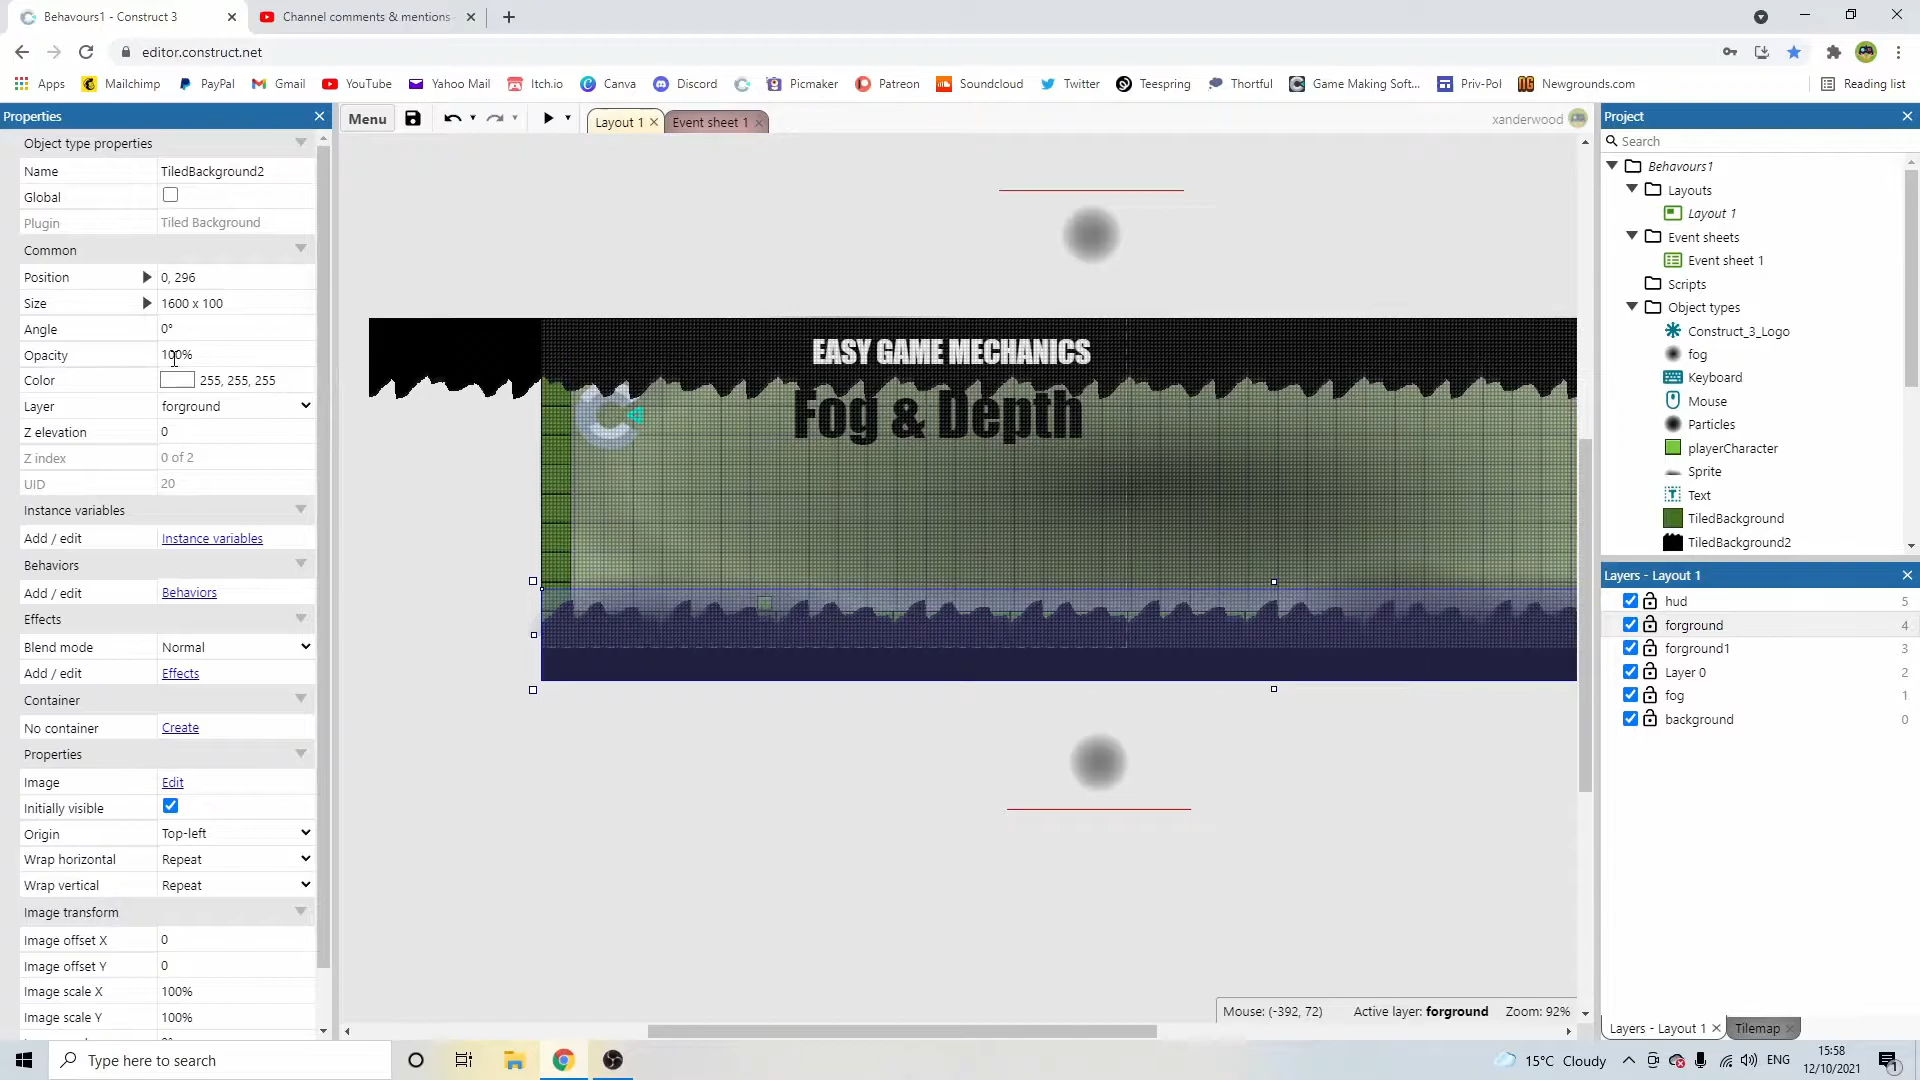 Behavours1 - Construct 3
Channel comments & mentions
editor.construct.net
Apps
Mailchimp
PayPal
Gmail
YouTube
Yahoo Mail
Itch.io
Canva
Discord
Picmaker
Patreon
Soundcloud
Twitter
Teespring
Thortful
Game Making Soft...
Priv-Pol
Newgrounds.com
Reading list
Properties
Menu
Layout 1
Event sheet 1
xanderwood
Project
Object type properties
Name TiledBackground2
Global
Plugin Tiled Background
Common
Position 0, 296
Size 1600 x 100
Angle 0°
Opacity 100%
Color 255, 255, 255
Layer forground
Z elevation 0
Z index 0 of 2
UID 20
Instance variables
Add / edit Instance variables
Behaviors
Add / edit Behaviors
Effects
Blend mode Normal
Add / edit Effects
Container
No container Create
Properties
Image Edit
Initially visible
Origin Top-left
Wrap horizontal Repeat
Wrap vertical Repeat
Image transform
Image offset X 0
Image offset Y 0
Image scale X 100%
Image scale Y 100%
EASY GAME MECHANICS
Fog & Depth
Mouse: (-392, 72) Active layer: forground Zoom: 92%
Search
Behavours1
Layouts
Layout 1
Event sheets
Event sheet 1
Scripts
Object types
Construct_3_Logo
fog
Keyboard
Mouse
Particles
playerCharacter
Sprite
Text
TiledBackground
TiledBackground2
Layers - Layout 1
hud 5
forground 4
forground1 3
Layer 0 2
fog 1
background 0
Layers - Layout 1
Tilemap
Type here to search
15°C Cloudy
ENG
15:58
12/10/2021